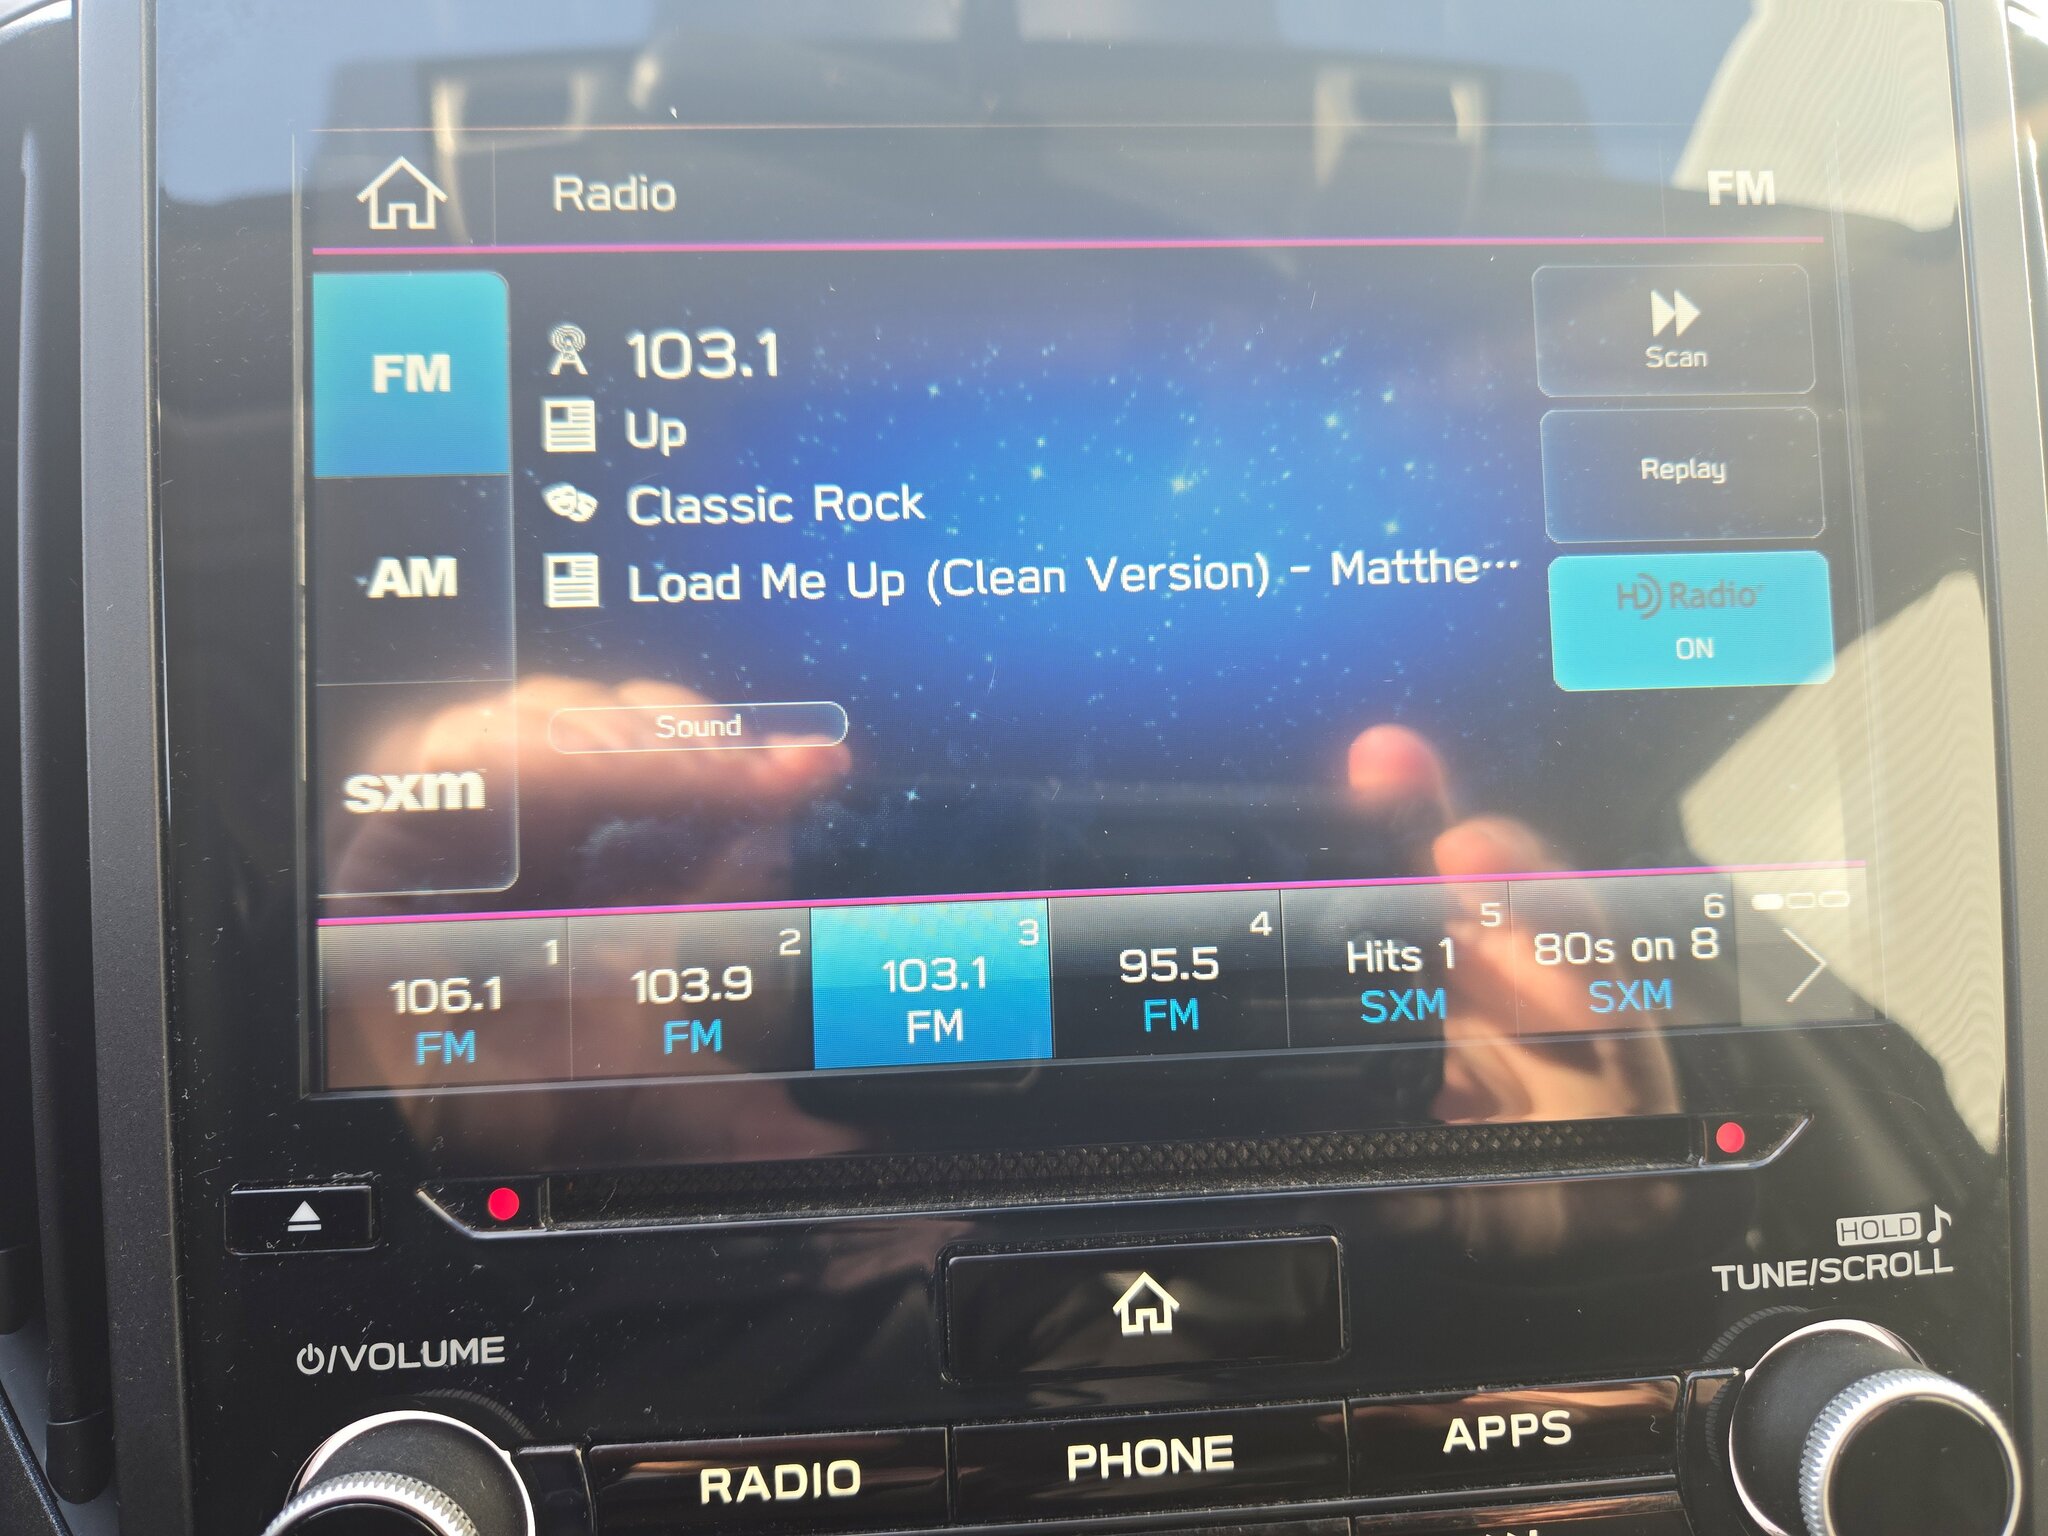 Radio
FM
FM
AM
sxm
103.1
Up
Classic Rock
Load Me Up (Clean Version) - Matthe...
Scan
Replay
HD Radio
ON
Sound
1
106.1
FM
2
103.9
FM
3
103.1
FM
4
95.5
FM
5
Hits 1
SXM
6
80s on 8
SXM
HOLD
TUNE/SCROLL
/VOLUME
RADIO
PHONE
APPS